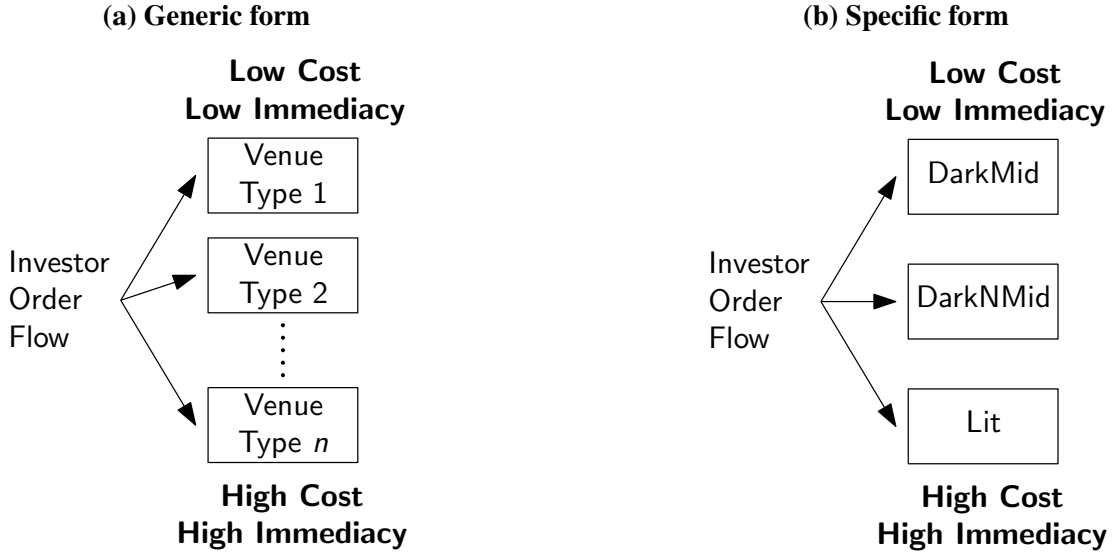 (a) Generic form
Low Cost
Low Immediacy
Venue
Type 1
Investor
Order
Flow
Venue
Type 2
Venue
Type n
High Cost
High Immediacy
(b) Specific form
Low Cost
Low Immediacy
DarkMid
Investor
Order
Flow
DarkNMid
Lit
High Cost
High Immediacy